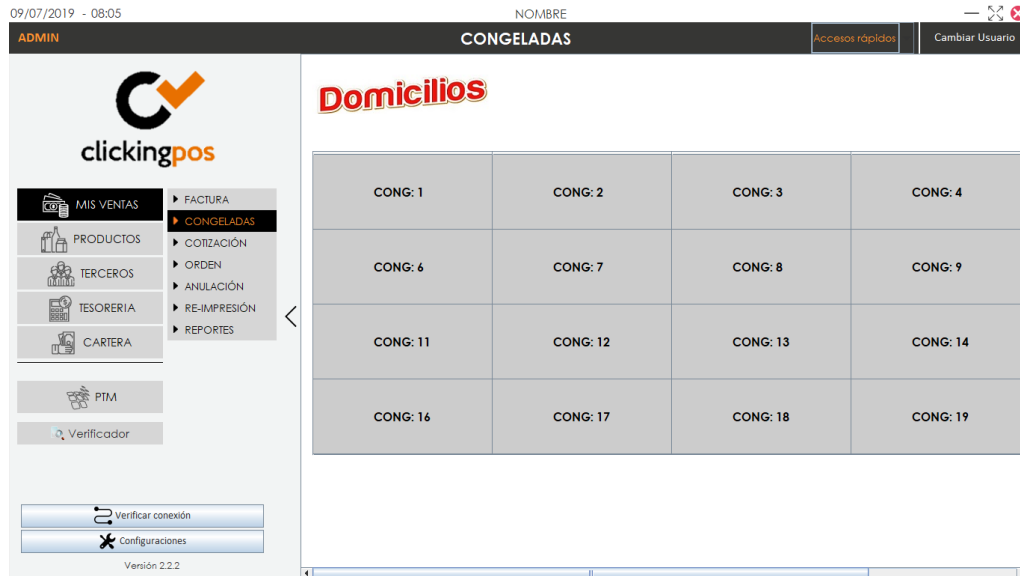 09/07/2019 - 08:05
NOMBRE
ADMIN
CONGELADAS
Accesos rápidos
Cambiar Usuario
clickingpos
MIS VENTAS
PRODUCTOS
TERCEROS
TESORERIA
CARTERA
PTM
Verificador
FACTURA
CONGELADAS
COTIZACIÓN
ORDEN
ANULACIÓN
RE-IMPRESIÓN
REPORTES
Verificar conexión
Configuraciones
Versión 2.2.2
Domicilios
CONG: 1 CONG: 2 CONG: 3 CONG: 4
CONG: 6 CONG: 7 CONG: 8 CONG: 9
CONG: 11 CONG: 12 CONG: 13 CONG: 14
CONG: 16 CONG: 17 CONG: 18 CONG: 19